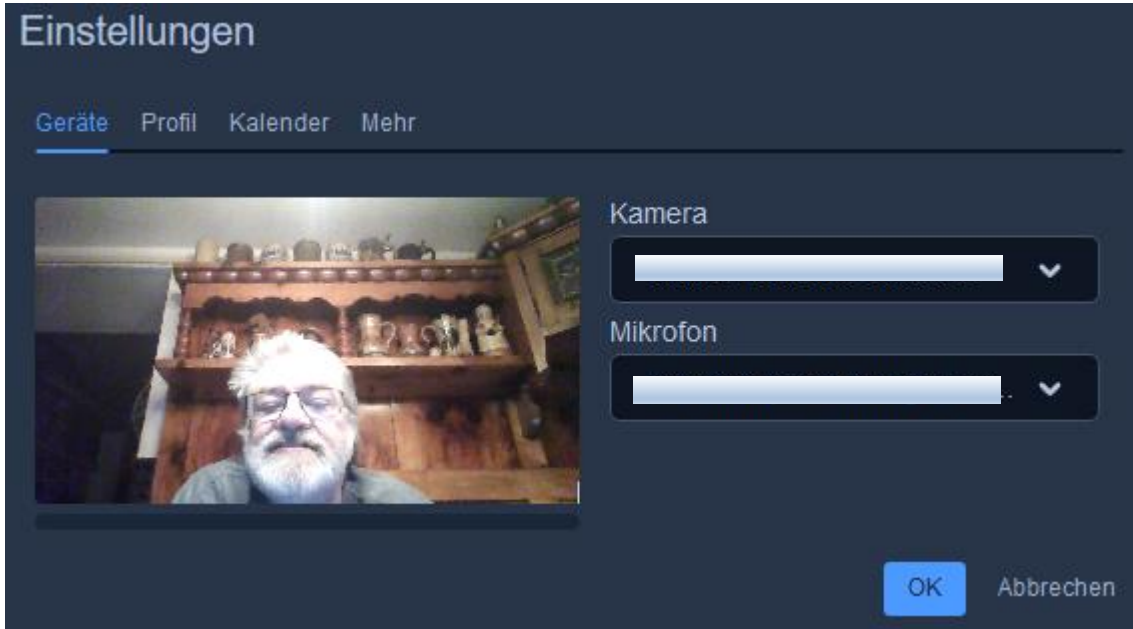 Einstellungen
Geräte Profil Kalender Mehr
Kamera
Mikrofon
OK Abbrechen